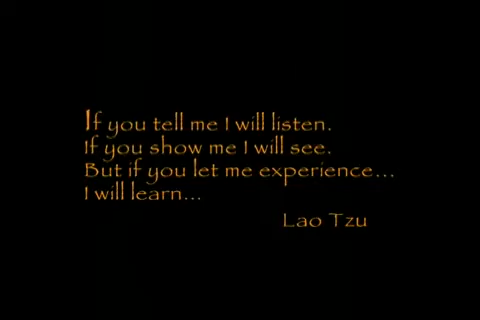 If you tell me I will listen.
If you show me I will see.
But if you let me experience...
I will learn...
Lao Tzu